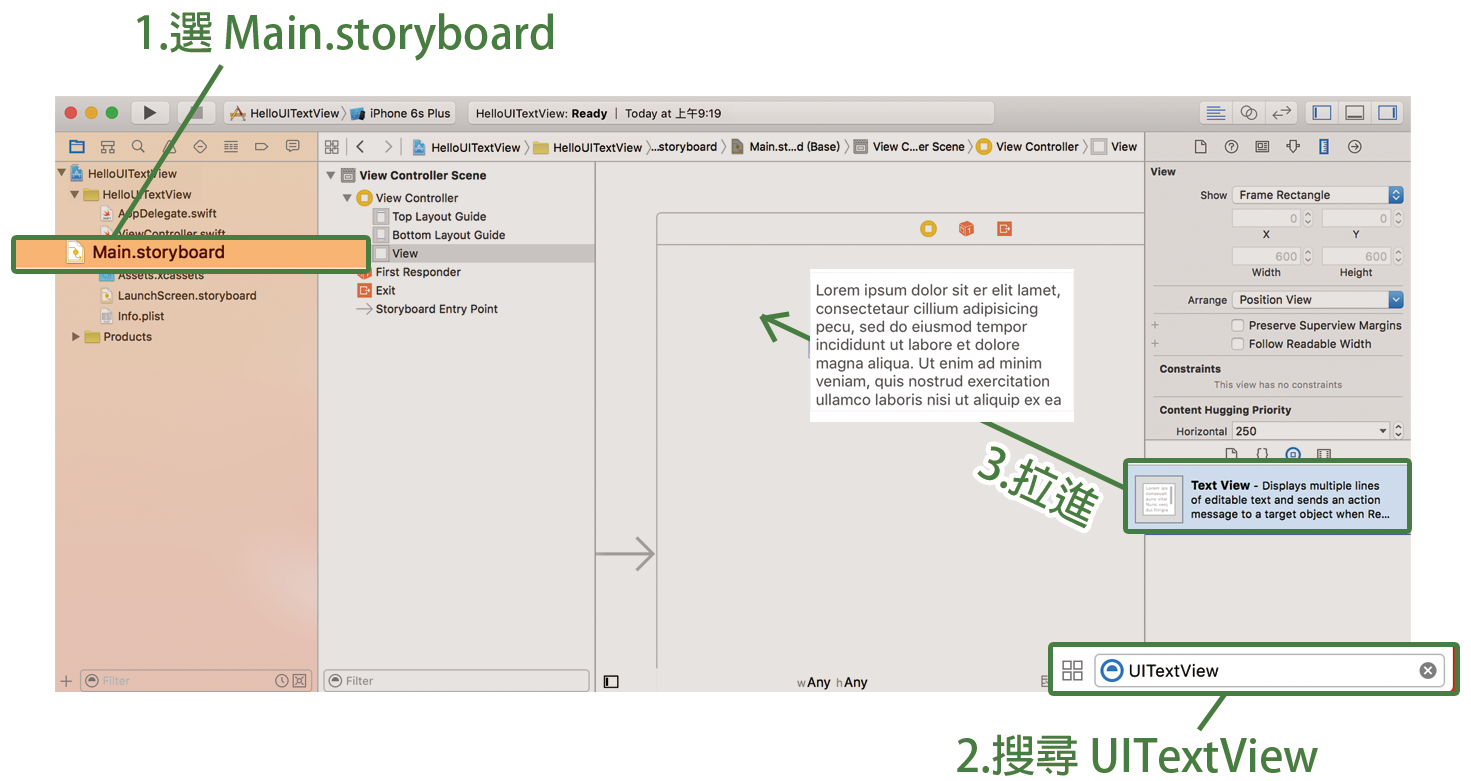 1.選 Main.storyboard
HelloUITextView
iPhone 6s Plus
HelloUITextView: Ready | Today at 上午9:19
HelloUITextView
HelloUITextView
...storyboard
Main.st...d (Base)
View C...er Scene
View Controller
View
HelloUITextView
HelloUITextView
AppDelegate.swift
ViewController.swift
Main.storyboard
Assets.xcassets
LaunchScreen.storyboard
Info.plist
Products
Filter
View Controller Scene
View Controller
Top Layout Guide
Bottom Layout Guide
View
First Responder
Exit
Storyboard Entry Point
Filter
Lorem ipsum dolor sit er elit lamet,
consectetaur cillium adipisicing
pecu, sed do eiusmod tempor
incididunt ut labore et dolore
magna aliqua. Ut enim ad minim
veniam, quis nostrud exercitation
ullamco laboris nisi ut aliquip ex ea
3.拉進
wAny hAny
View
Show Frame Rectangle
0 0
X Y
600 600
Width Height
Arrange Position View
Preserve Superview Margins
Follow Readable Width
Constraints
This view has no constraints
Content Hugging Priority
Horizontal 250
Text View - Displays multiple lines
of editable text and sends an action
message to a target object when Re...
UITextView
2.搜尋 UITextView